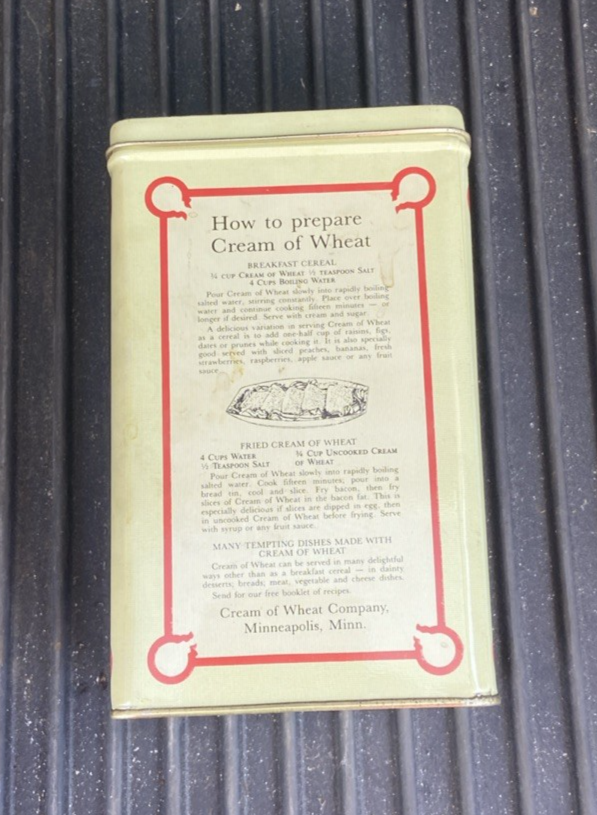 How to prepare
Cream of Wheat
BREAKFAST CEREAL
¾ CUP CREAM OF WHEAT ½ TEASPOON SALT
4 CUPS BOILING WATER
Pour Cream of Wheat slowly into rapidly boiling
salted water, stirring constantly. Place over boiling
water and continue cooking fifteen minutes — or
longer if desired. Serve with cream and sugar.
A delicious variation in serving Cream of Wheat
as a cereal is to add one-half cup of raisins, figs,
dates or prunes while cooking it. It is also specially
good served with sliced peaches, bananas, fresh
strawberries, raspberries, apple sauce or any fruit
sauce.
FRIED CREAM OF WHEAT
4 CUPS WATER ¾ CUP UNCOOKED CREAM
½ TEASPOON SALT OF WHEAT
Pour Cream of Wheat slowly into rapidly boiling
salted water. Cook fifteen minutes; pour into a
bread tin, cool and slice. Fry bacon, then fry
slices of Cream of Wheat in the bacon fat. This is
especially delicious if slices are dipped in egg, then
in uncooked Cream of Wheat before frying. Serve
with syrup or any fruit sauce.
MANY TEMPTING DISHES MADE WITH
CREAM OF WHEAT
Cream of Wheat can be served in many delightful
ways other than as a breakfast cereal — in dainty
desserts; breads; meat, vegetable and cheese dishes.
Send for our free booklet of recipes.
Cream of Wheat Company,
Minneapolis, Minn.